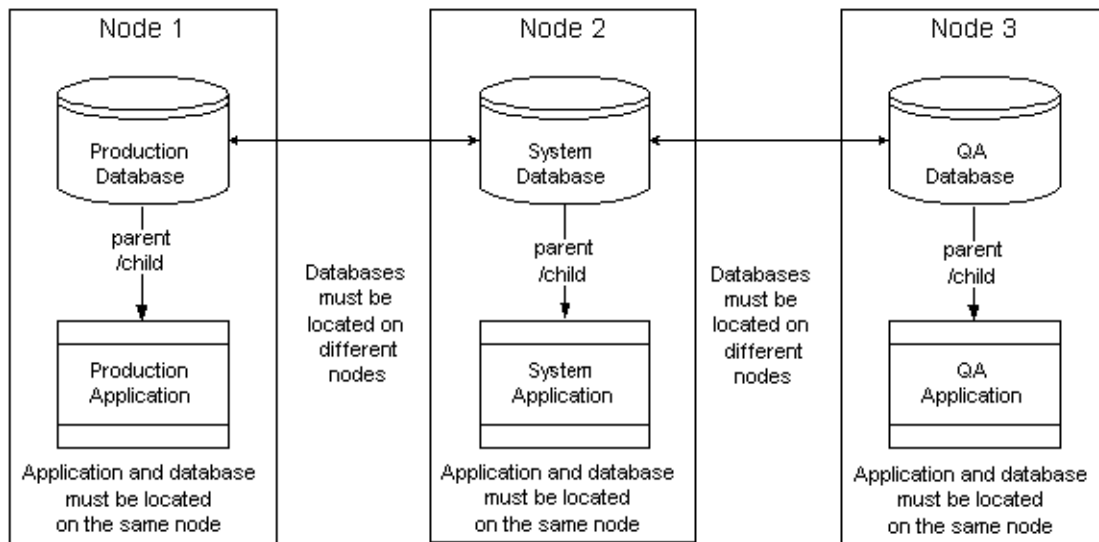 Node 1
Production
Database
parent
/child
Production
Application
Application and database
must be located
on the same node
Databases
must be
located on
different
nodes
Node 2
System
Database
parent
/child
System
Application
Application and database
must be located
on the same node
Databases
must be
located on
different
nodes
Node 3
QA
Database
parent
/child
QA
Application
Application and database
must be located
on the same node